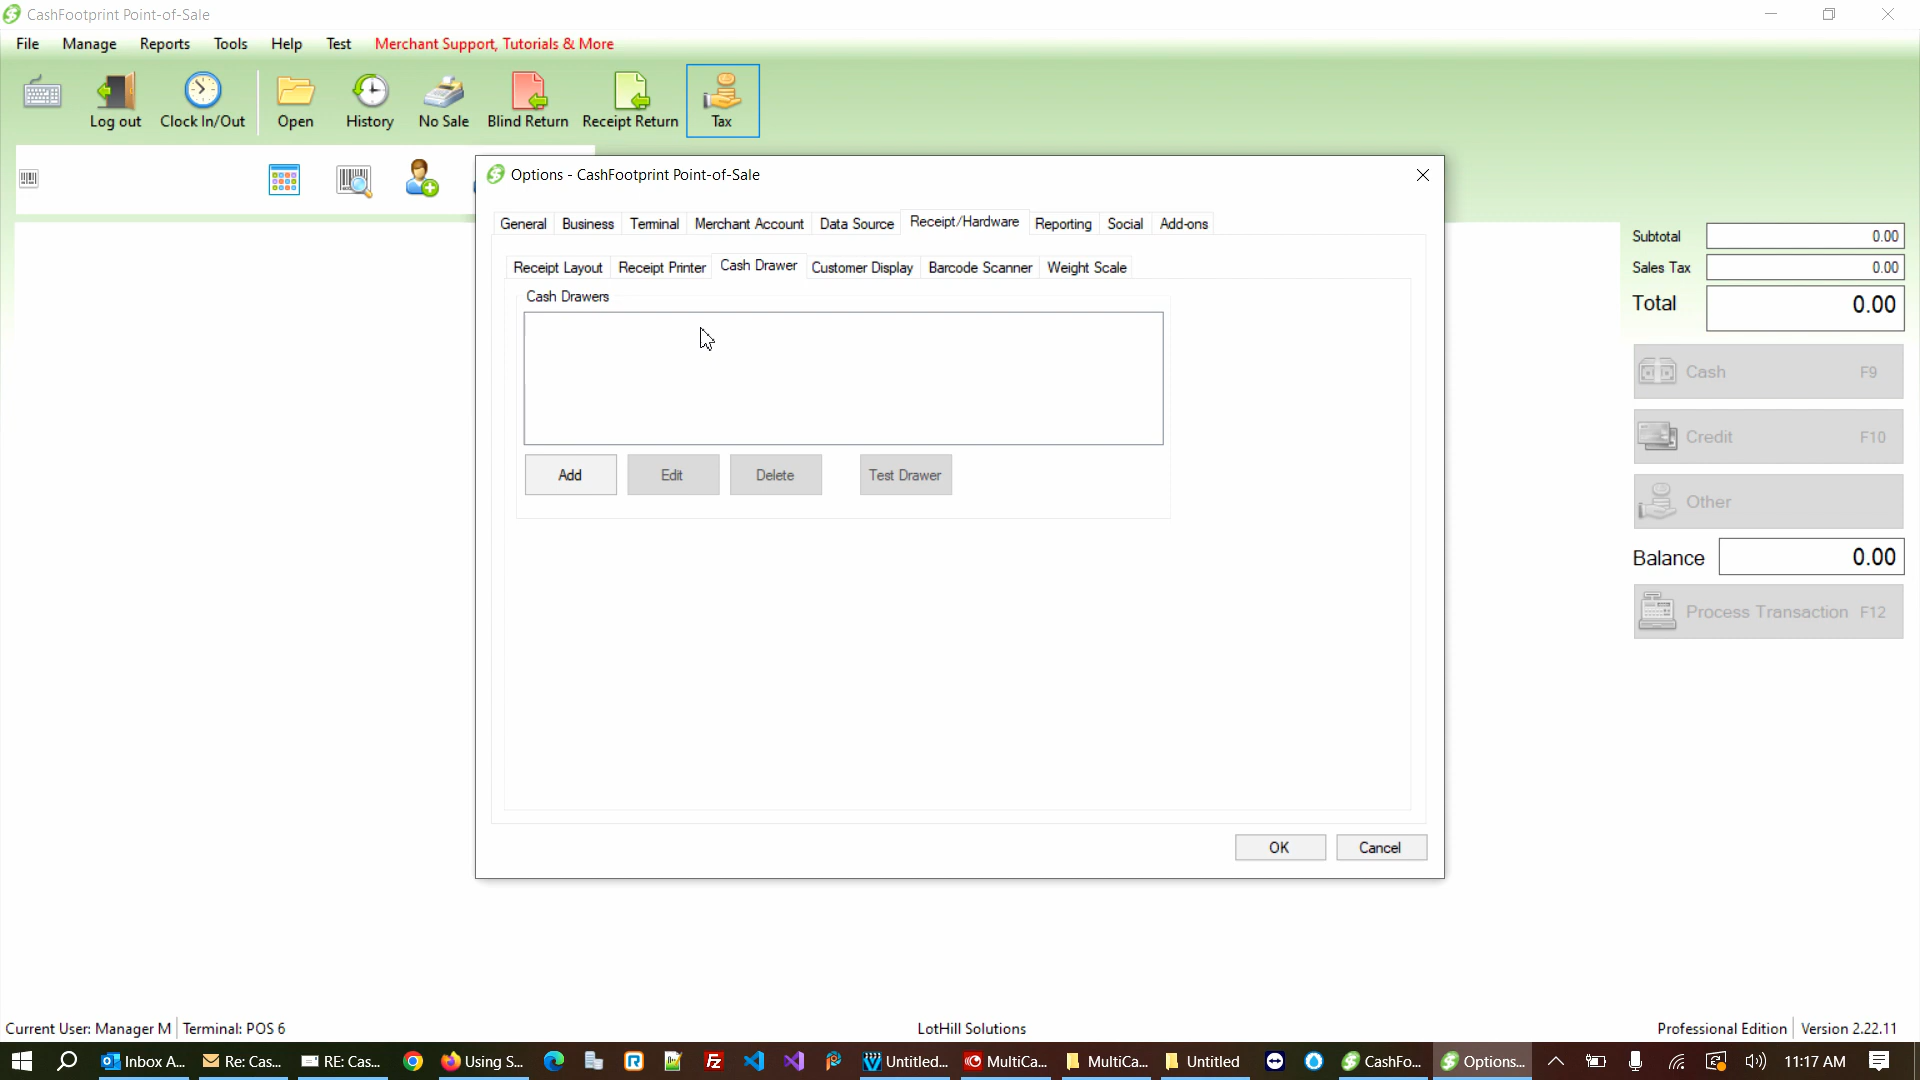 CashFootprint Point-of-Sale
File Manage Reports Tools Help Test Merchant Support, Tutorials & More
Log out Clock In/Out Open History No Sale Blind Return Receipt Return Tax
Options - CashFootprint Point-of-Sale
General Business Terminal Merchant Account Data Source Receipt/Hardware Reporting Social Add-ons
Receipt Layout Receipt Printer Cash Drawer Customer Display Barcode Scanner Weight Scale
Cash Drawers
Add Edit Delete Test Drawer
OK Cancel
Subtotal 0.00
Sales Tax 0.00
Total 0.00
Cash F9
Credit F10
Other
Balance 0.00
Process Transaction F12
Current User: Manager M Terminal: POS 6 LotHill Solutions Professional Edition Version 2.22.11
Inbox A... Re: Cas... RE: Cas... Using S... Untitled... MultiCa... MultiCa... Untitled CashFo... Options... 11:17 AM